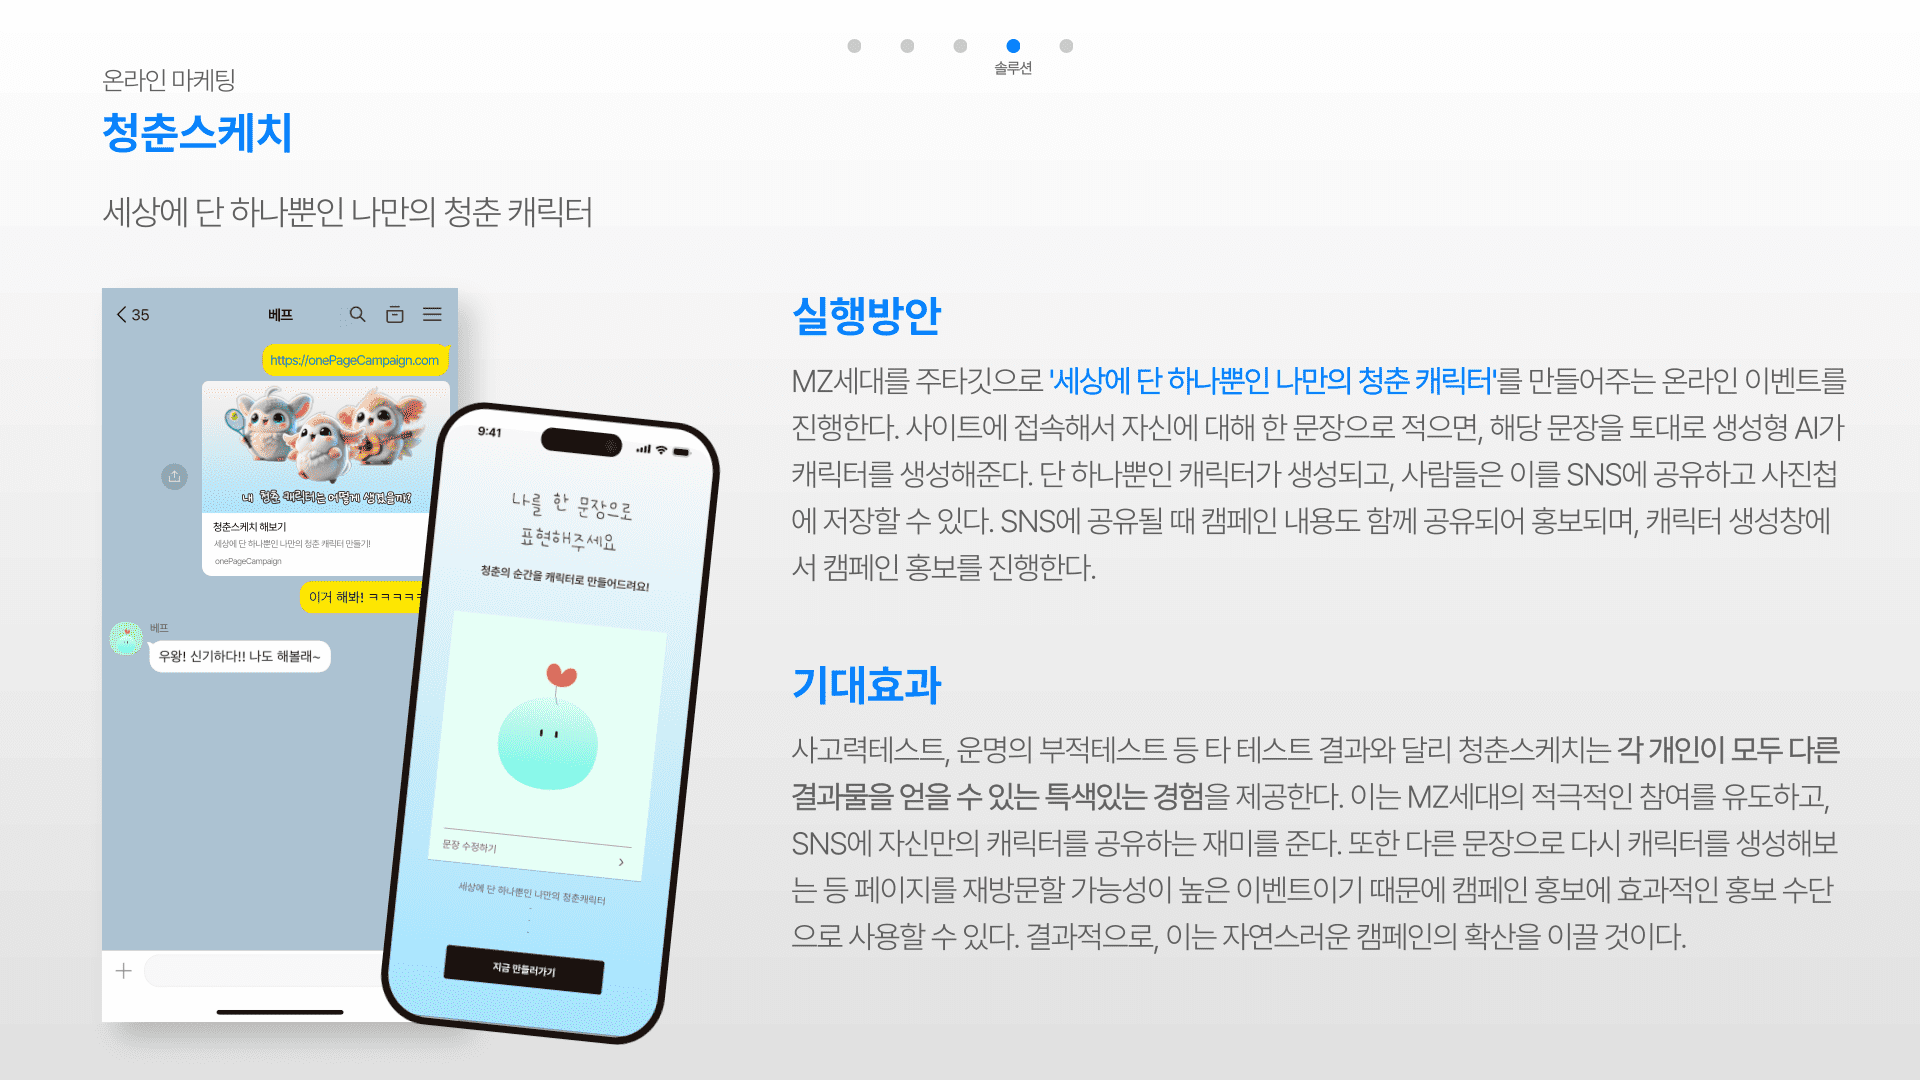 솔루션
온라인 마케팅
청춘스케치
세상에 단 하나뿐인 나만의 청춘 캐릭터
35
베프
https://onePageCampaign.com
내 청춘 캐릭터는 어떻게 생겼을까?
청춘스케치 해보기
세상에 단 하나뿐인 나만의 청춘 캐릭터 만들기!
onePageCampaign
이거 해봐! ㅋㅋㅋㅋ
베프
우왕! 신기하다!! 나도 해볼래~
9:41
나를 한 문장으로
표현해주세요
청춘의 순간을 캐릭터로 만들어드려요!
문장 수정하기
세상에 단 하나뿐인 나만의 청춘캐릭터
지금 만들러가기
실행방안
MZ세대를 주타깃으로 '세상에 단 하나뿐인 나만의 청춘 캐릭터'를 만들어주는 온라인 이벤트를
진행한다. 사이트에 접속해서 자신에 대해 한 문장으로 적으면, 해당 문장을 토대로 생성형 AI가
캐릭터를 생성해준다. 단 하나뿐인 캐릭터가 생성되고, 사람들은 이를 SNS에 공유하고 사진첩
에 저장할 수 있다. SNS에 공유될 때 캠페인 내용도 함께 공유되어 홍보되며, 캐릭터 생성창에
서 캠페인 홍보를 진행한다.
기대효과
사고력테스트, 운명의 부적테스트 등 타 테스트 결과와 달리 청춘스케치는 각 개인이 모두 다른
결과물을 얻을 수 있는 특색있는 경험을 제공한다. 이는 MZ세대의 적극적인 참여를 유도하고,
SNS에 자신만의 캐릭터를 공유하는 재미를 준다. 또한 다른 문장으로 다시 캐릭터를 생성해보
는 등 페이지를 재방문할 가능성이 높은 이벤트이기 때문에 캠페인 홍보에 효과적인 홍보 수단
으로 사용할 수 있다. 결과적으로, 이는 자연스러운 캠페인의 확산을 이끌 것이다.